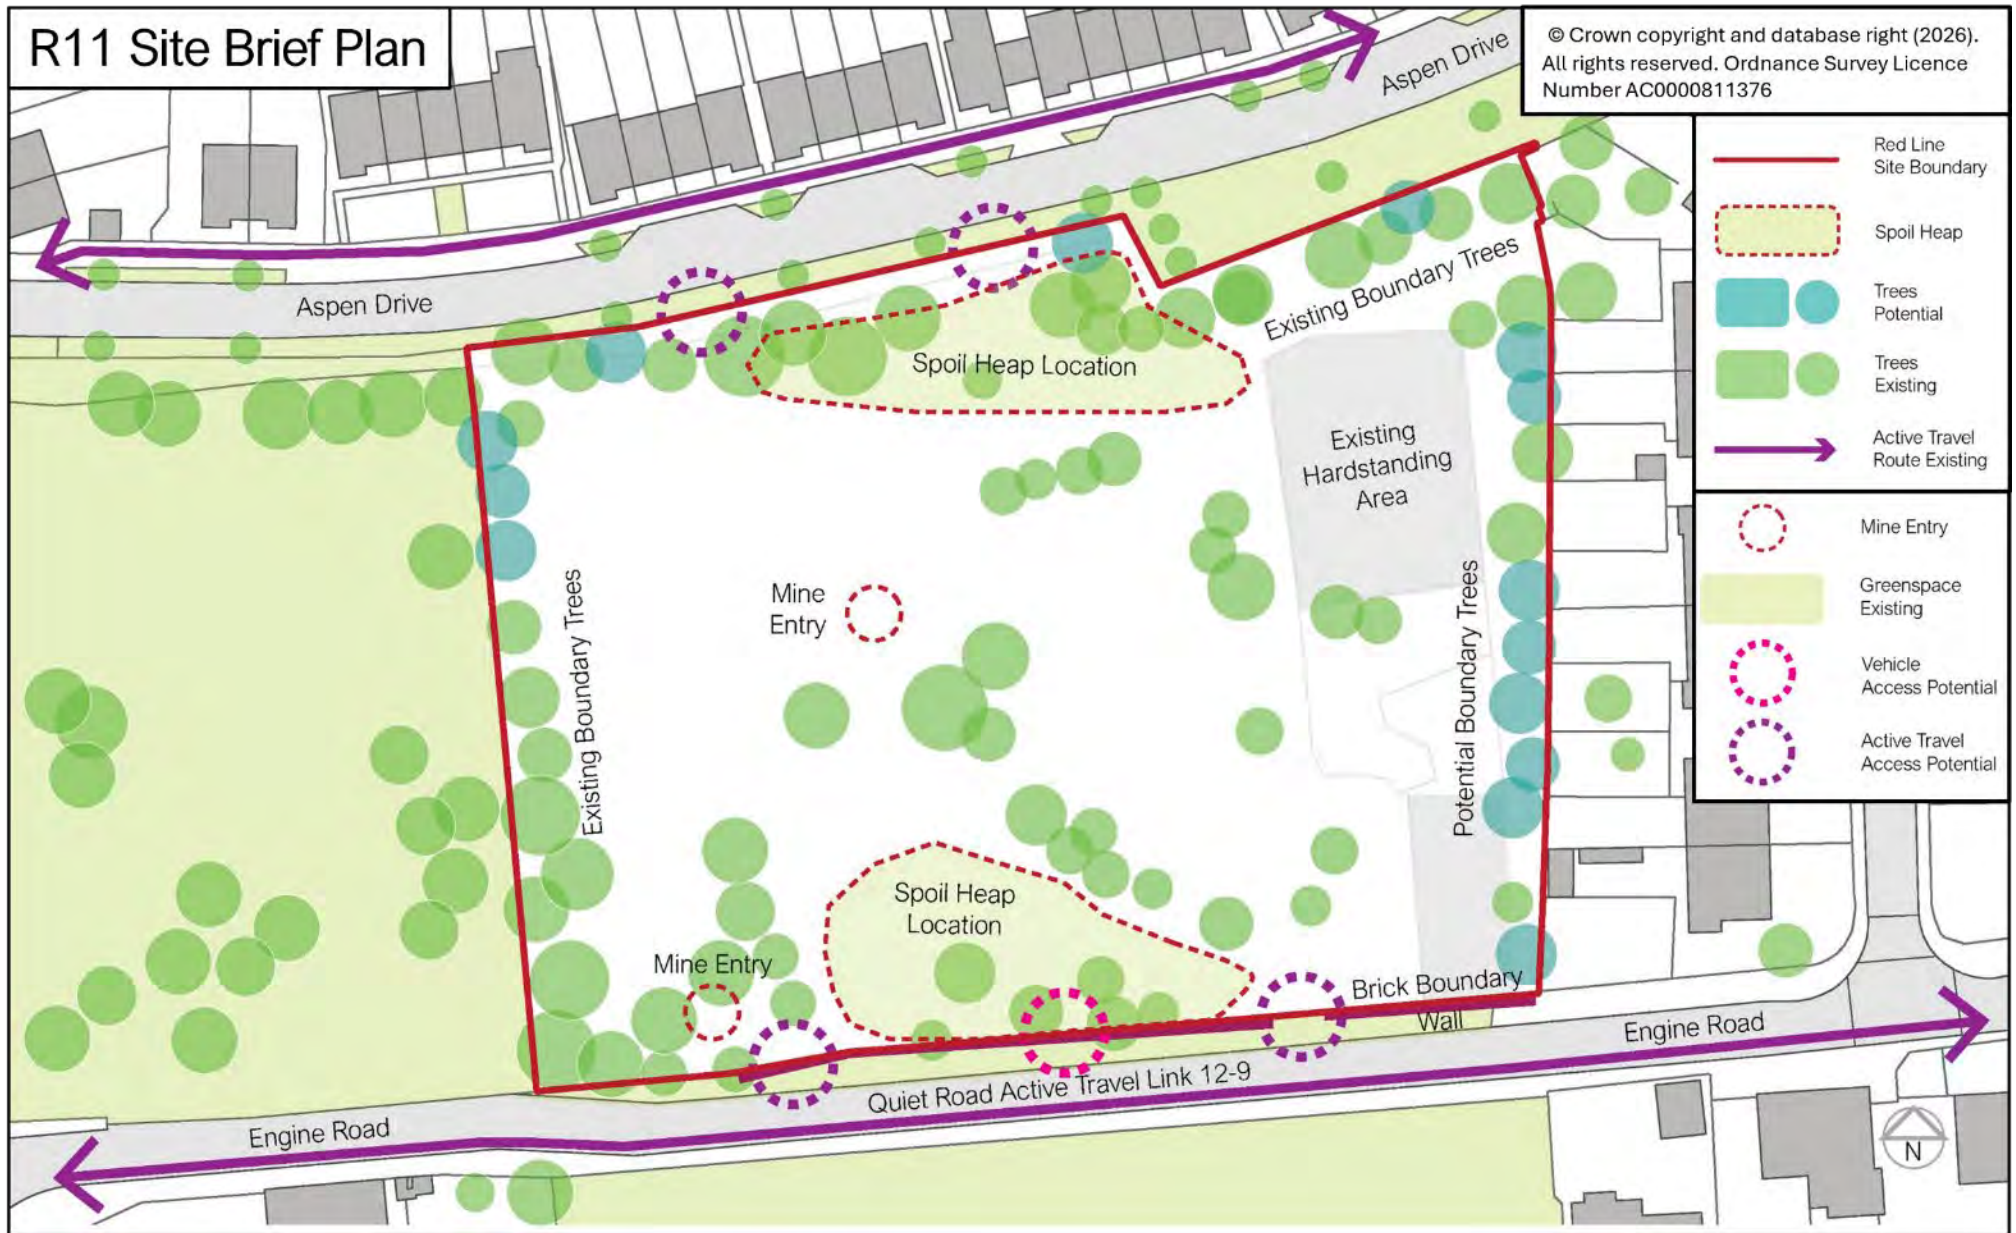 R11 Site Brief Plan
© Crown copyright and database right (2026).
All rights reserved. Ordnance Survey Licence
Number AC0000811376
Aspen Drive
Red Line
Site Boundary
Spoil Heap
Trees
Potential
Trees
Existing
Active Travel
Route Existing
Mine Entry
Greenspace
Existing
Vehicle
Access Potential
Active Travel
Access Potential
Aspen Drive
Existing Boundary Trees
Spoil Heap Location
Existing
Hardstanding
Area
Mine
Entry
Existing Boundary Trees
Potential Boundary Trees
Spoil Heap
Location
Mine Entry
Brick Boundary
Wall
Engine Road
Quiet Road Active Travel Link 12-9
Engine Road
N